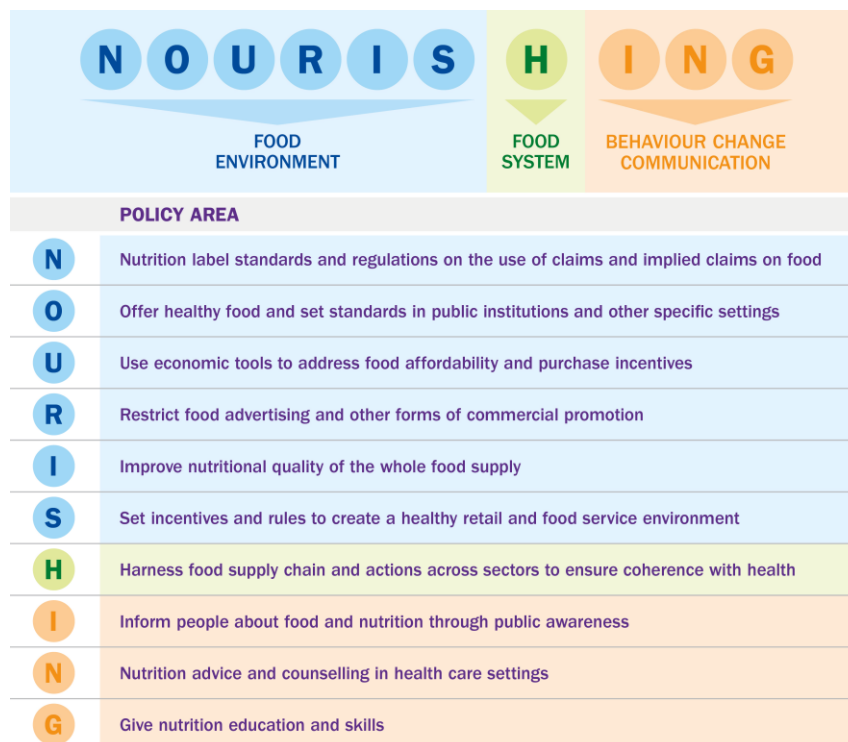 N O U R I S H I N G
FOOD
ENVIRONMENT
FOOD
SYSTEM
BEHAVIOUR CHANGE
COMMUNICATION
POLICY AREA
N Nutrition label standards and regulations on the use of claims and implied claims on food
O Offer healthy food and set standards in public institutions and other specific settings
U Use economic tools to address food affordability and purchase incentives
R Restrict food advertising and other forms of commercial promotion
I Improve nutritional quality of the whole food supply
S Set incentives and rules to create a healthy retail and food service environment
H Harness food supply chain and actions across sectors to ensure coherence with health
I Inform people about food and nutrition through public awareness
N Nutrition advice and counselling in health care settings
G Give nutrition education and skills